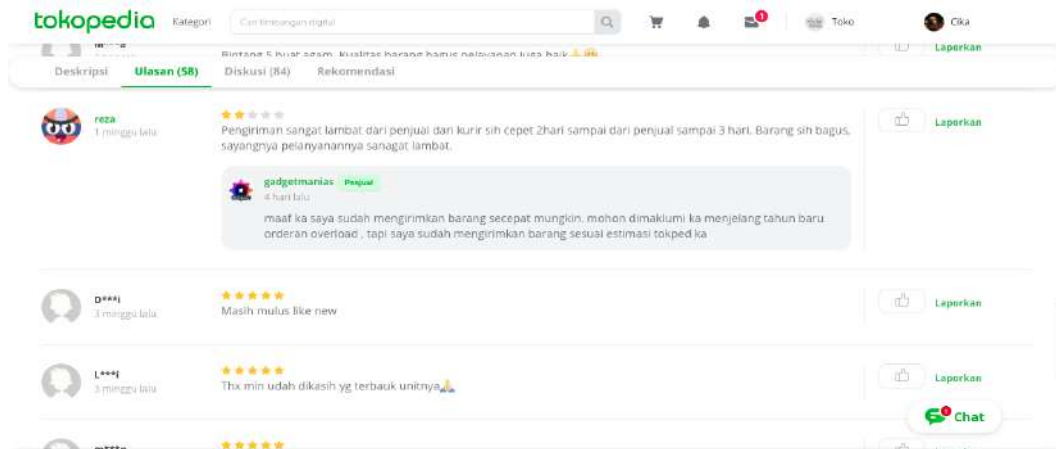 tokopedia Kategori Cari timbangan digital 1 Toko Cika
Bintang 5 buat agam. Kualitas barang bagus pelayanan juga baik Laporkan
Deskripsi Ulasan (58) Diskusi (84) Rekomendasi
reza
1 minggu lalu
Pengiriman sangat lambat dari penjual dari kurir sih cepet 2hari sampai dari penjual sampai 3 hari. Barang sih bagus,
sayangnya pelanyanannya sanagat lambat.
Laporkan
gadgetmanias Penjual
4 hari lalu
maaf ka saya sudah mengirimkan barang secepat mungkin. mohon dimaklumi ka menjelang tahun baru
orderan overload , tapi saya sudah mengirimkan barang sesuai estimasi tokped ka
D***i
3 minggu lalu
Masih mulus like new
Laporkan
L***i
3 minggu lalu
Thx min udah dikasih yg terbauk unitnya🙏
Laporkan
1 Chat